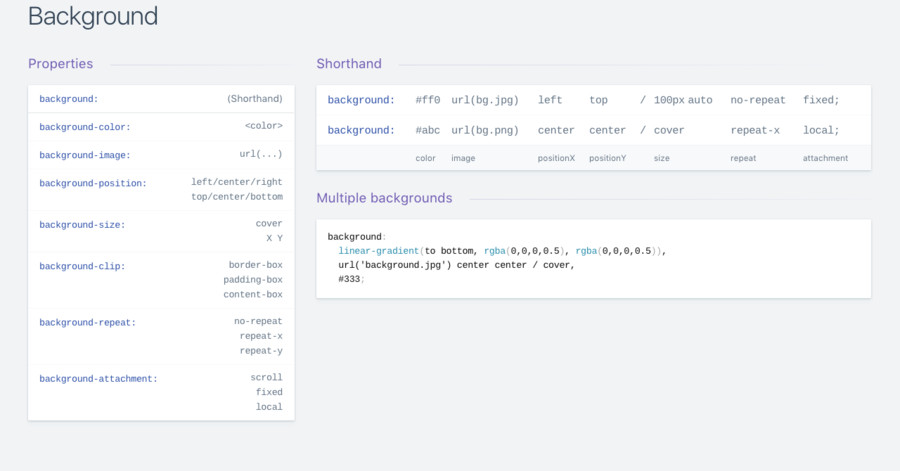 Background
Properties
background: (Shorthand)
background-color: <color>
background-image: url(...)
background-position: left/center/right
top/center/bottom
background-size: cover
X Y
background-clip: border-box
padding-box
content-box
background-repeat: no-repeat
repeat-x
repeat-y
background-attachment: scroll
fixed
local
Shorthand
background: #ff0 url(bg.jpg) left top / 100px auto no-repeat fixed;
background: #abc url(bg.png) center center / cover repeat-x local;
color image positionX positionY size repeat attachment
Multiple backgrounds
background:
linear-gradient(to bottom, rgba(0,0,0,0.5), rgba(0,0,0,0.5)),
url('background.jpg') center center / cover,
#333;